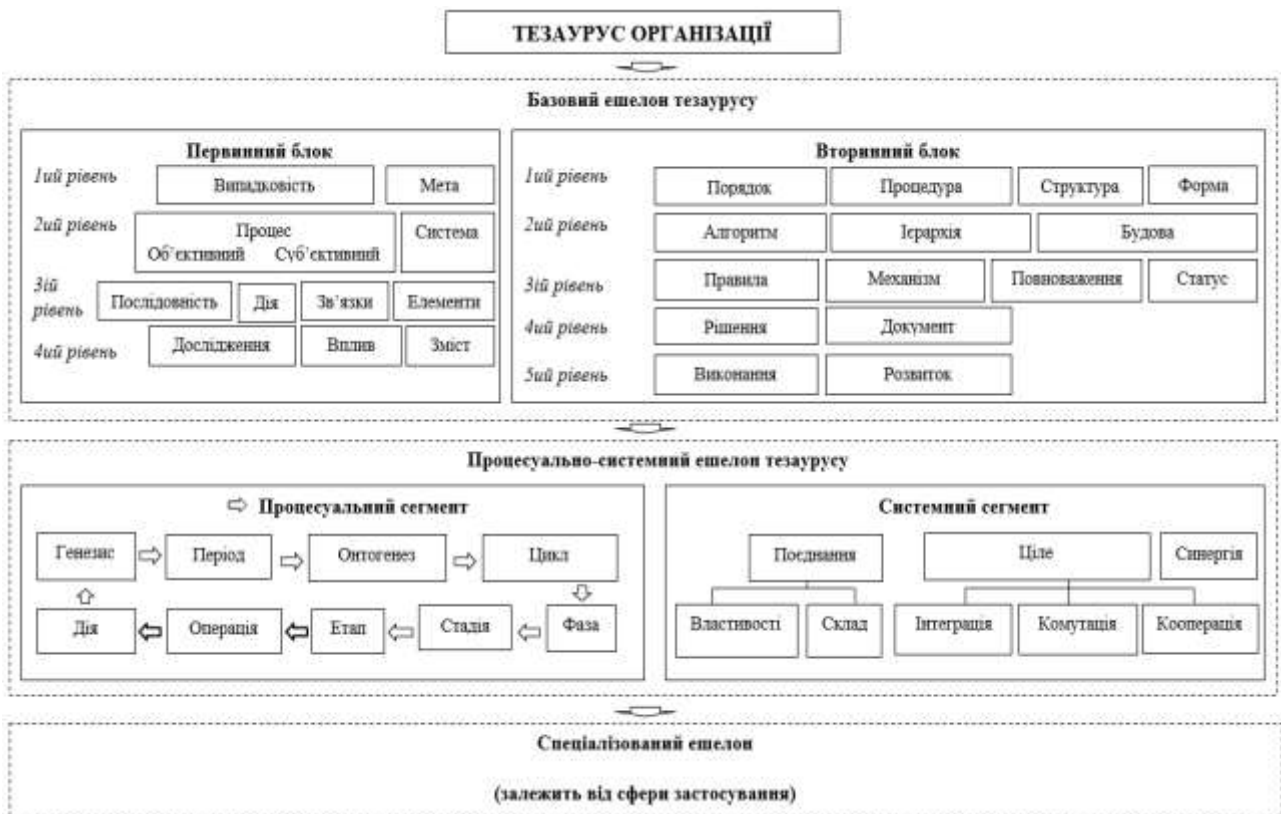 ТЕЗАУРУС ОРГАНІЗАЦІЇ
Базовий ешелон тезаурусу
Первинний блок
1ий рівень
Випадковість
Мета
2ий рівень
Процес
Об’єктивний Суб’єктивний
Система
3ій
рівень
Послідовність
Дія
Зв’язки
Елементи
4ий рівень
Дослідження
Вплив
Зміст
Вторинний блок
1ий рівень
Порядок
Процедура
Структура
Форма
2ий рівень
Алгоритм
Ієрархія
Будова
3ій рівень
Правила
Механізм
Повноваження
Статус
4ий рівень
Рішення
Документ
5ий рівень
Виконання
Розвиток
Процесуально-системний ешелон тезаурусу
Процесуальний сегмент
Генезис
Період
Онтогенез
Цикл
Дія
Операція
Етап
Стадія
Фаза
Системний сегмент
Поєднання
Ціле
Синергія
Властивості
Склад
Інтеграція
Комутація
Кооперація
Спеціалізований ешелон
(залежить від сфери застосування)